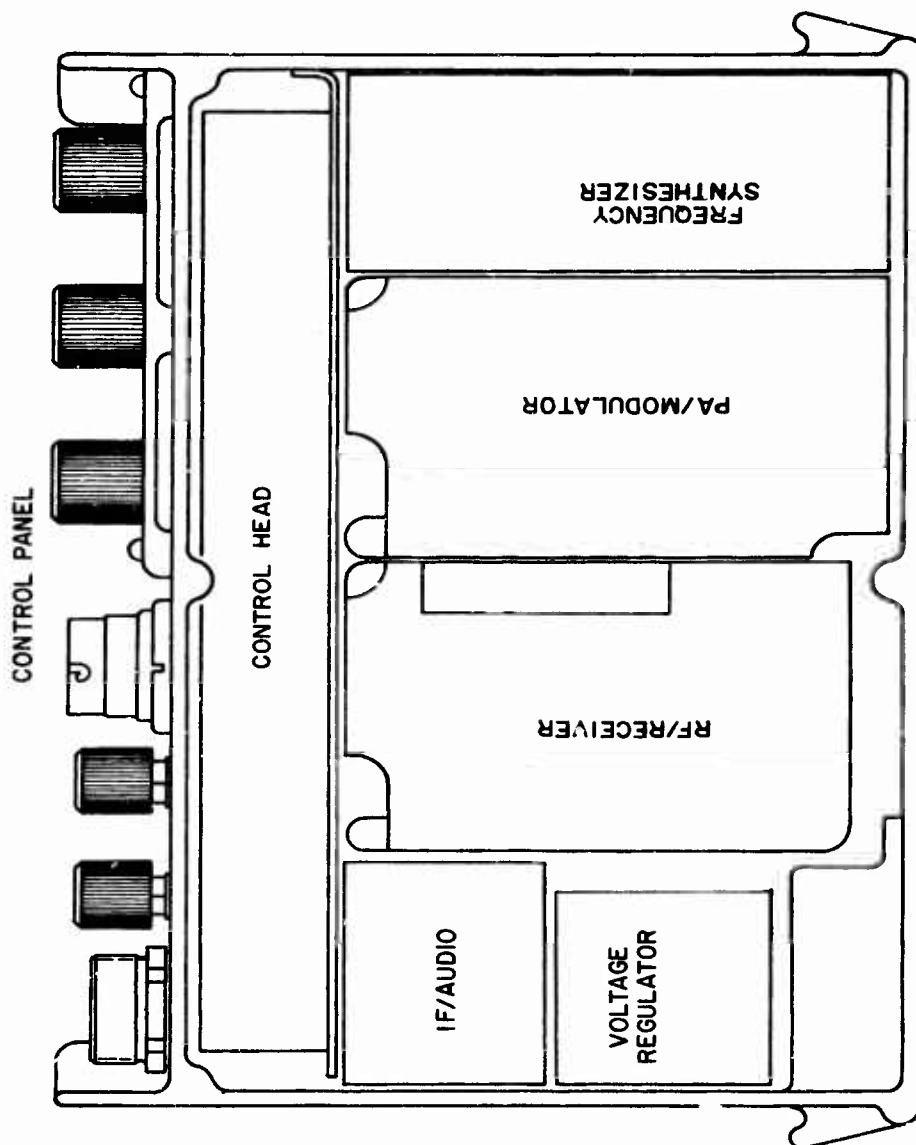 CONTROL PANEL
CONTROL HEAD
FREQUENCY
SYNTHESIZER
PA/MODULATOR
RF/RECEIVER
IF/AUDIO
VOLTAGE
REGULATOR